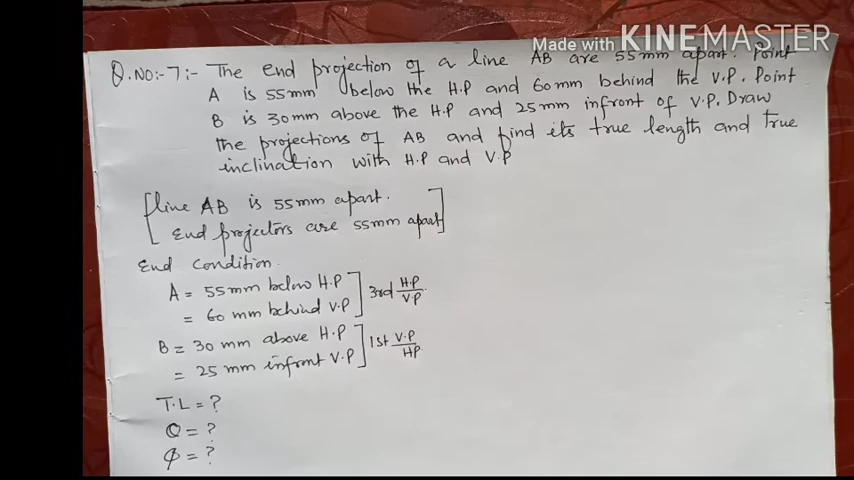 Made with KINEMASTER
Q.NO:-7:- The end projection of a line AB are 55mm apart. Point
A is 55mm below the H.P and 60mm behind the V.P. Point
B is 30mm above the H.P and 25mm infront of V.P. Draw
the projections of AB and find its true length and true
inclination with H.P and V.P
[line AB is 55mm apart.
End projectors are 55mm apart]
End condition.
A = 55mm below H.P ] 3rd H.P/V.P.
= 60 mm behind V.P
B = 30 mm above H.P ] 1st V.P/HP
= 25 mm infront V.P
T.L = ?
θ = ?
φ = ?